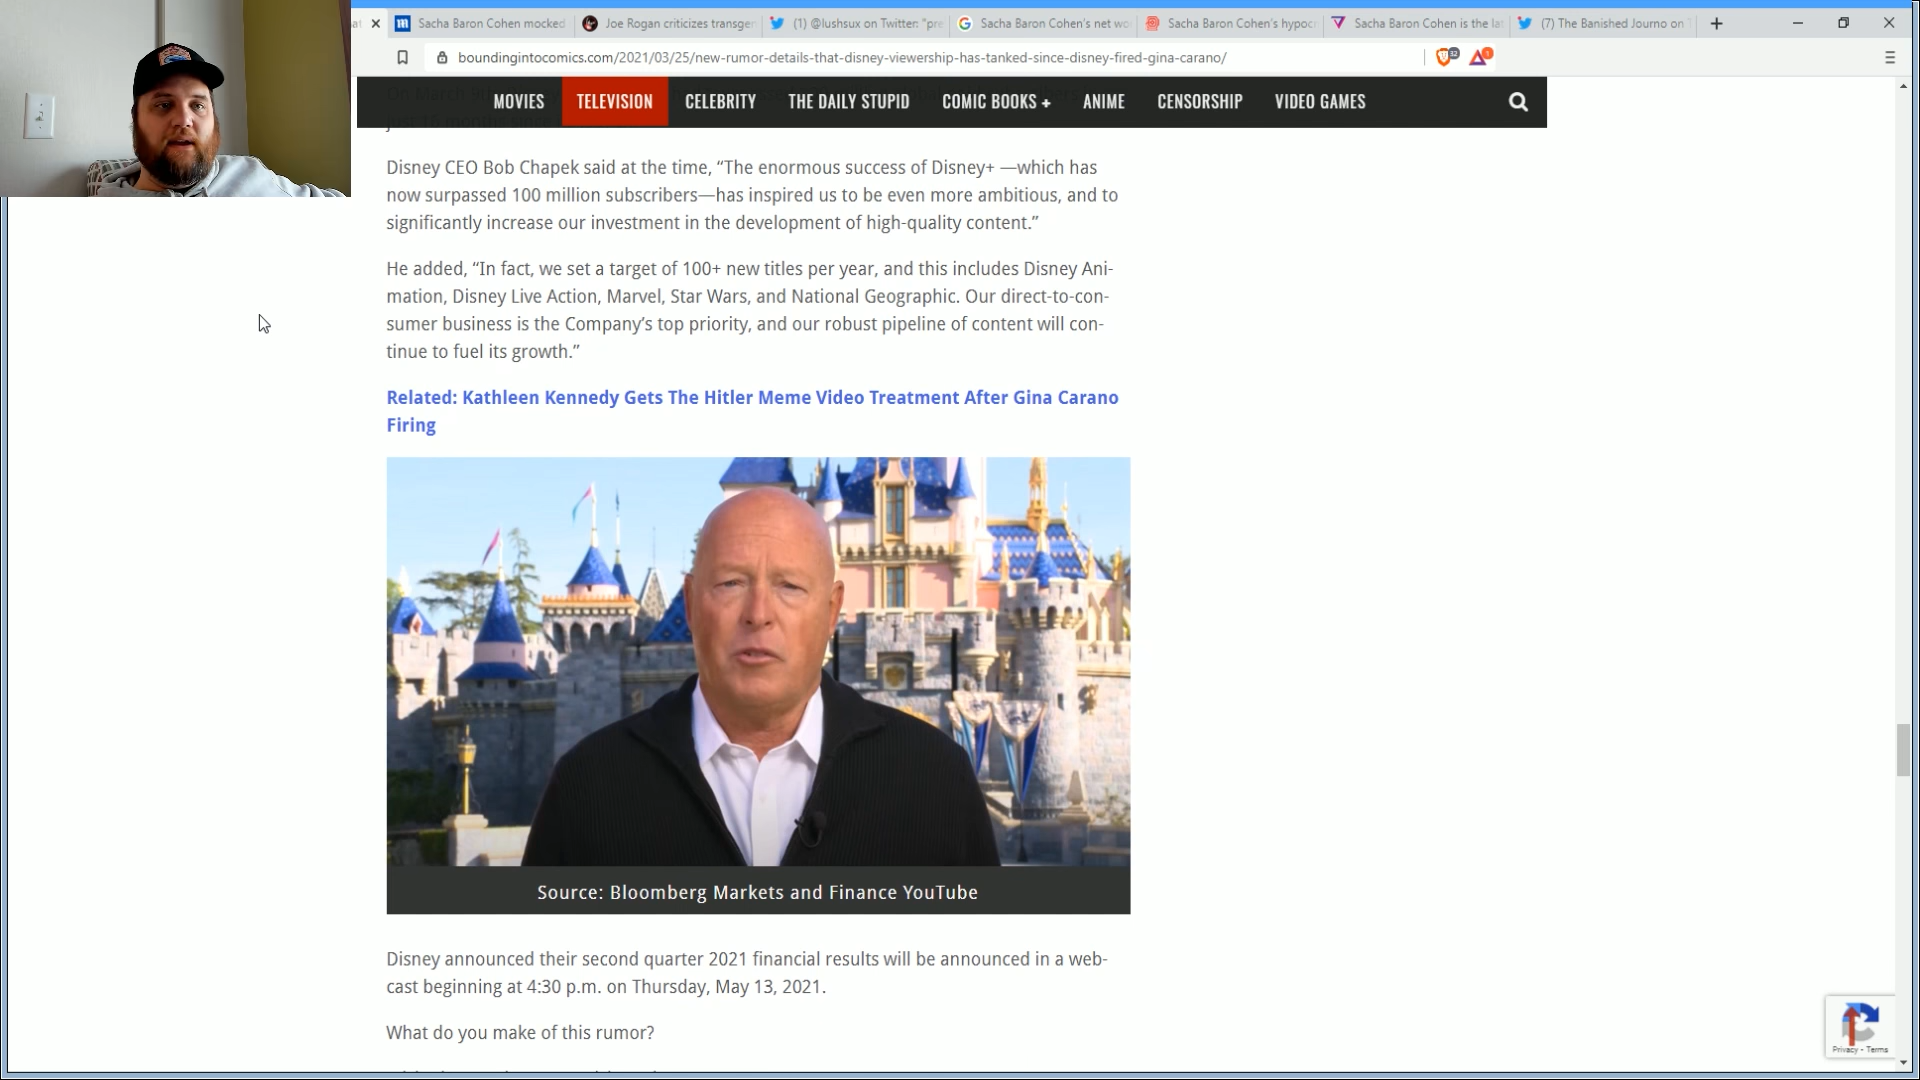 Sacha Baron Cohen mocked
Joe Rogan criticizes transger
(1) @lushsux on Twitter: "pre
Sacha Baron Cohen's net wo
Sacha Baron Cohen's hypoc
Sacha Baron Cohen is the la
(7) The Banished Journo on T
boundingintocomics.com/2021/03/25/new-rumor-details-that-disney-viewership-has-tanked-since-disney-fired-gina-carano/
MOVIES TELEVISION CELEBRITY THE DAILY STUPID COMIC BOOKS + ANIME CENSORSHIP VIDEO GAMES
Disney CEO Bob Chapek said at the time, “The enormous success of Disney+ —which has
now surpassed 100 million subscribers—has inspired us to be even more ambitious, and to
significantly increase our investment in the development of high-quality content.”
He added, “In fact, we set a target of 100+ new titles per year, and this includes Disney Ani-
mation, Disney Live Action, Marvel, Star Wars, and National Geographic. Our direct-to-con-
sumer business is the Company’s top priority, and our robust pipeline of content will con-
tinue to fuel its growth.”
Related: Kathleen Kennedy Gets The Hitler Meme Video Treatment After Gina Carano
Firing
Source: Bloomberg Markets and Finance YouTube
Disney announced their second quarter 2021 financial results will be announced in a web-
cast beginning at 4:30 p.m. on Thursday, May 13, 2021.
What do you make of this rumor?
Privacy - Terms